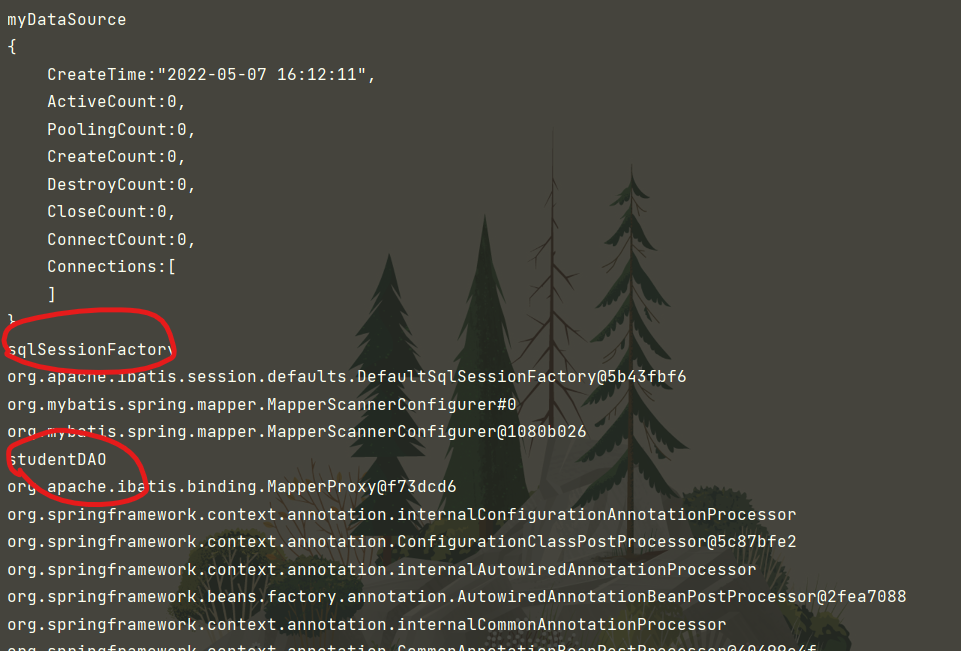 myDataSource
{
CreateTime:"2022-05-07 16:12:11",
ActiveCount:0,
PoolingCount:0,
CreateCount:0,
DestroyCount:0,
CloseCount:0,
ConnectCount:0,
Connections:[
]
}
sqlSessionFactory
org.apache.ibatis.session.defaults.DefaultSqlSessionFactory@5b43fbf6
org.mybatis.spring.mapper.MapperScannerConfigurer#0
org.mybatis.spring.mapper.MapperScannerConfigurer@1080b026
studentDAO
org.apache.ibatis.binding.MapperProxy@f73dcd6
org.springframework.context.annotation.internalConfigurationAnnotationProcessor
org.springframework.context.annotation.ConfigurationClassPostProcessor@5c87bfe2
org.springframework.context.annotation.internalAutowiredAnnotationProcessor
org.springframework.beans.factory.annotation.AutowiredAnnotationBeanPostProcessor@2fea7088
org.springframework.context.annotation.internalCommonAnnotationProcessor